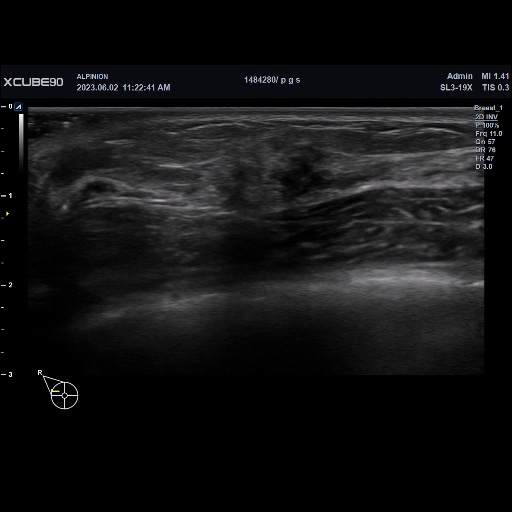 XCUBE90
ALPINION
2023.06.02 11:22:41 AM
1484280/ p g s
Admin MI 1.41
SL3-19X TIS 0.3
Breast_1
2D INV
P 100%
Frq 11.0
Gn 57
DR 76
FR 47
D 3.0
0
1
2
3
R